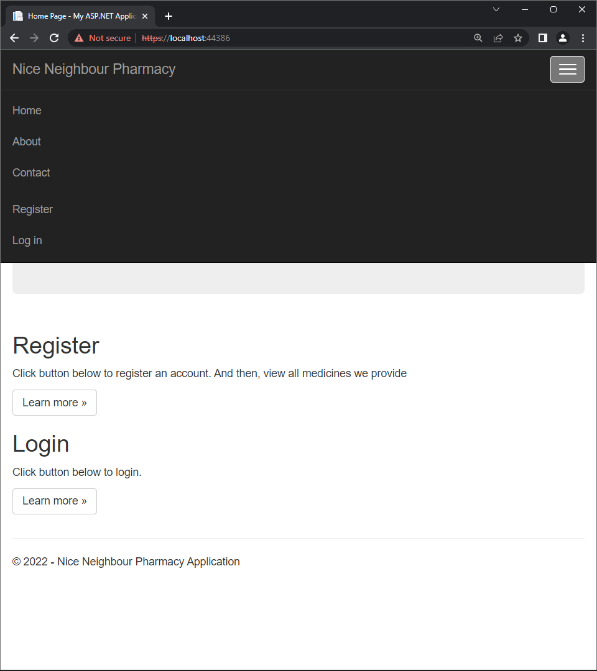 Home Page - My ASP.NET Applic
Not secure | https://localhost:44386
Nice Neighbour Pharmacy
Home
About
Contact
Register
Log in
Register
Click button below to register an account. And then, view all medicines we provide
Learn more »
Login
Click button below to login.
Learn more »
© 2022 - Nice Neighbour Pharmacy Application